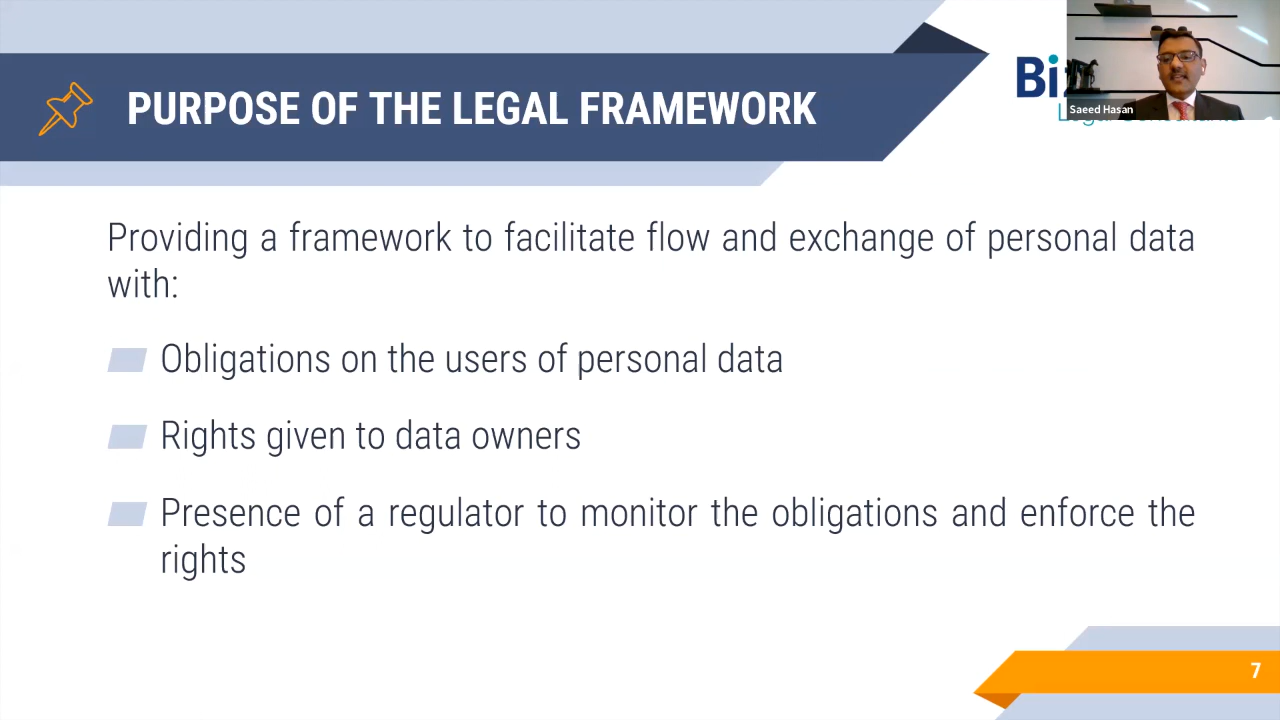 PURPOSE OF THE LEGAL FRAMEWORK
Saeed Hasan
Providing a framework to facilitate flow and exchange of personal data
with:
Obligations on the users of personal data
Rights given to data owners
Presence of a regulator to monitor the obligations and enforce the
rights
7